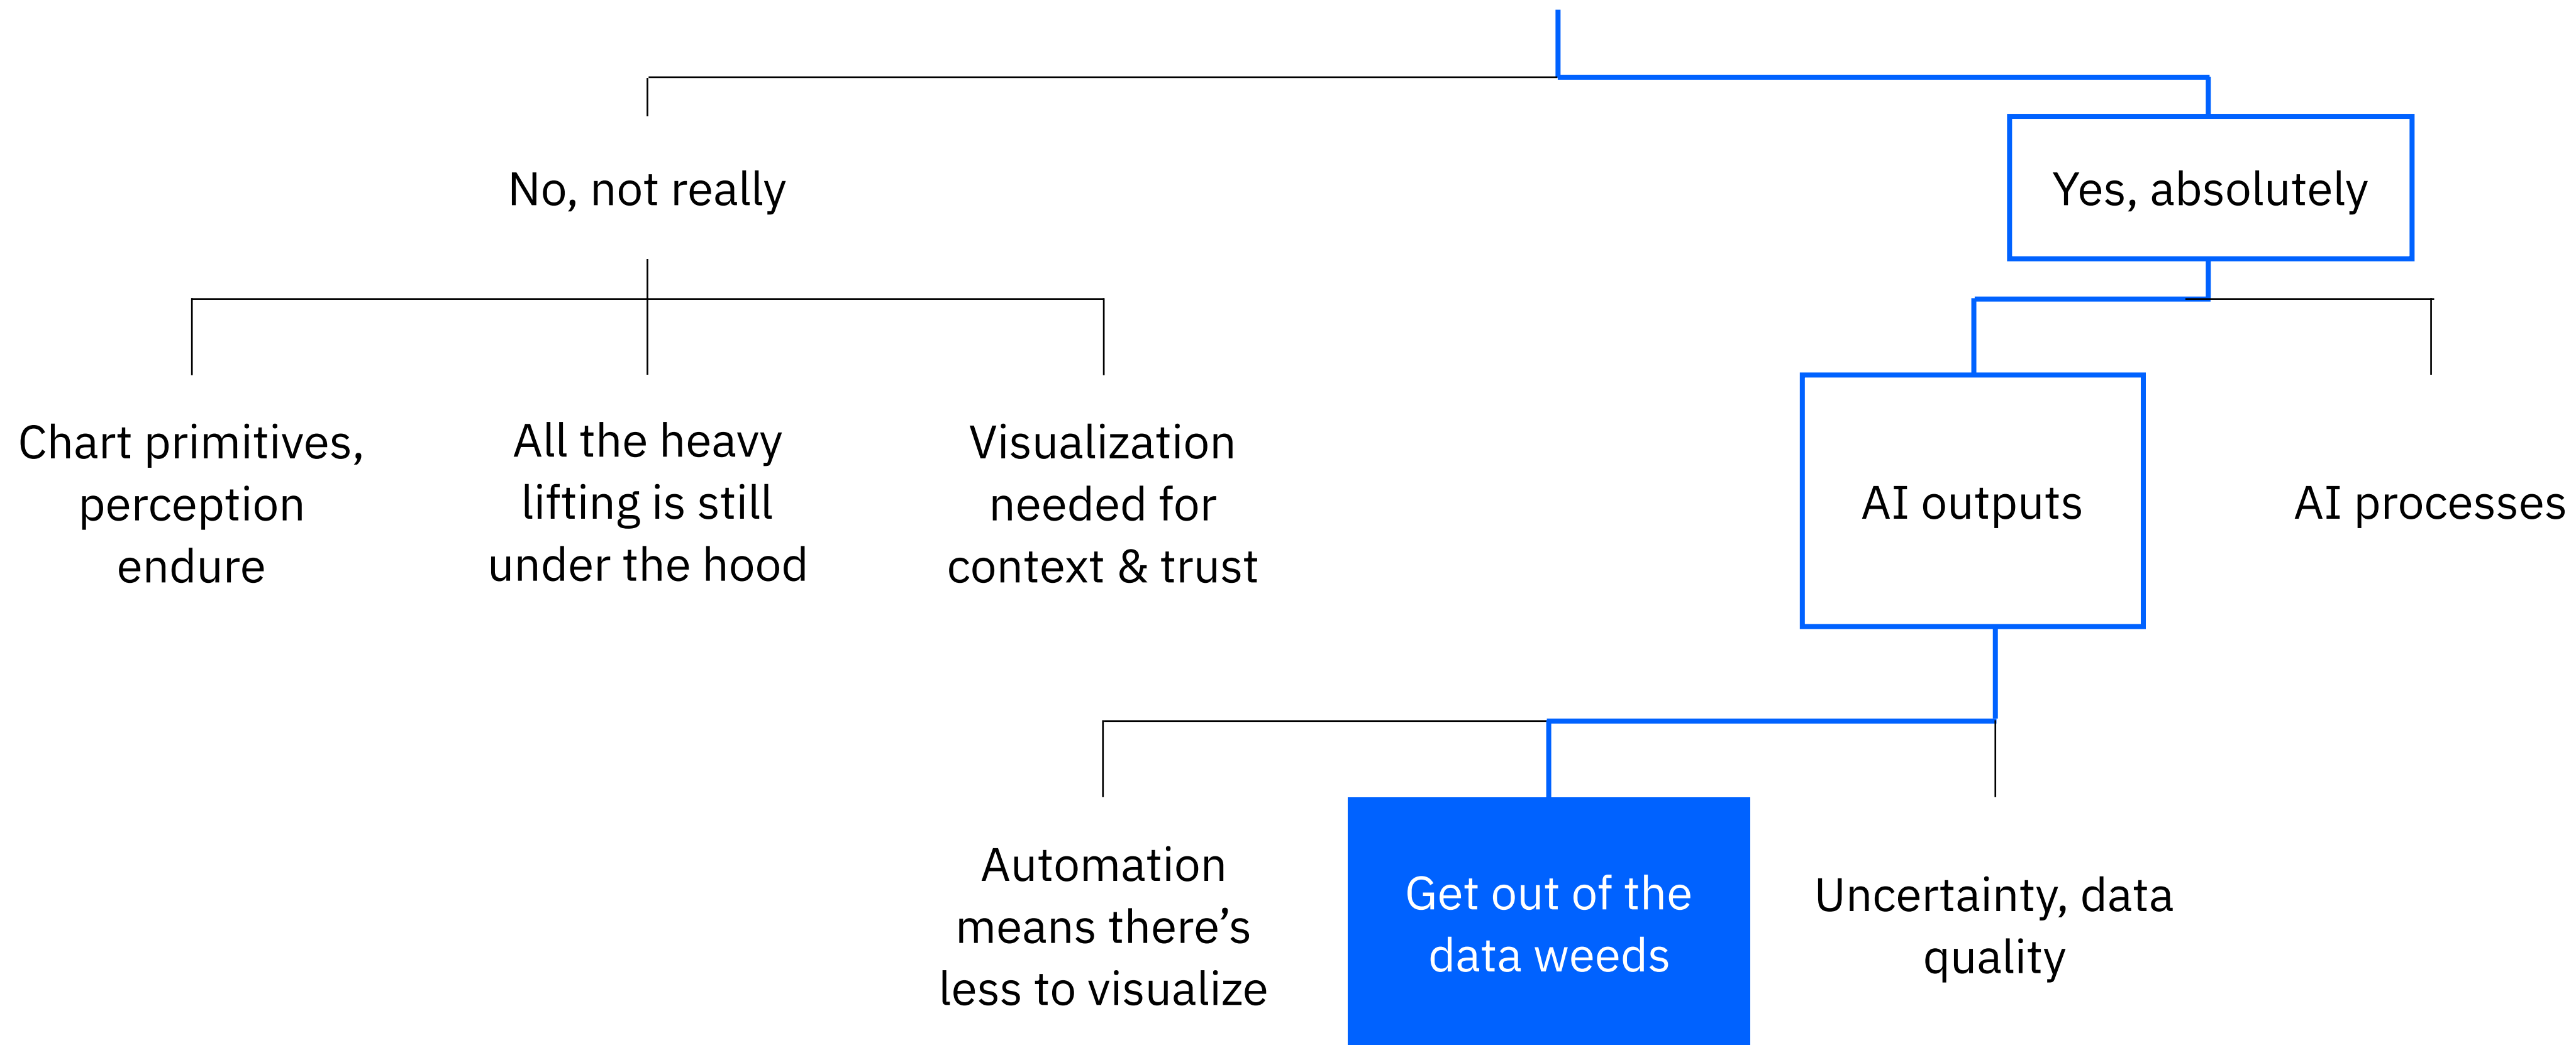 No, not really
Yes, absolutely
Chart primitives,
perception
endure
All the heavy
lifting is still
under the hood
Visualization
needed for
context & trust
AI outputs
AI processes
Automation
means there’s
less to visualize
Get out of the
data weeds
Uncertainty, data
quality